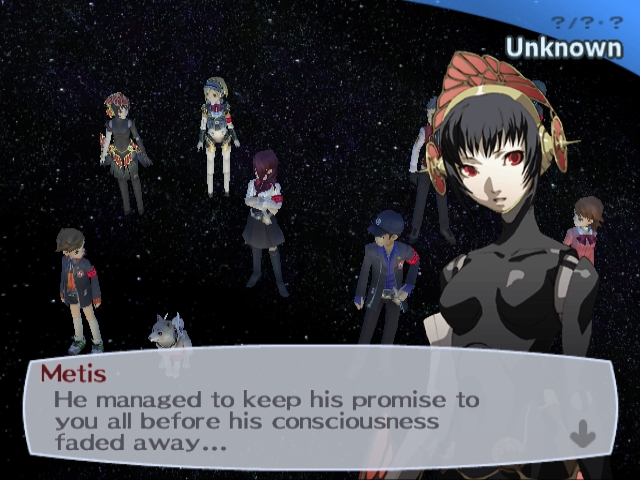 ?/?・?
Unknown
Metis
He managed to keep his promise to
you all before his consciousness
faded away...